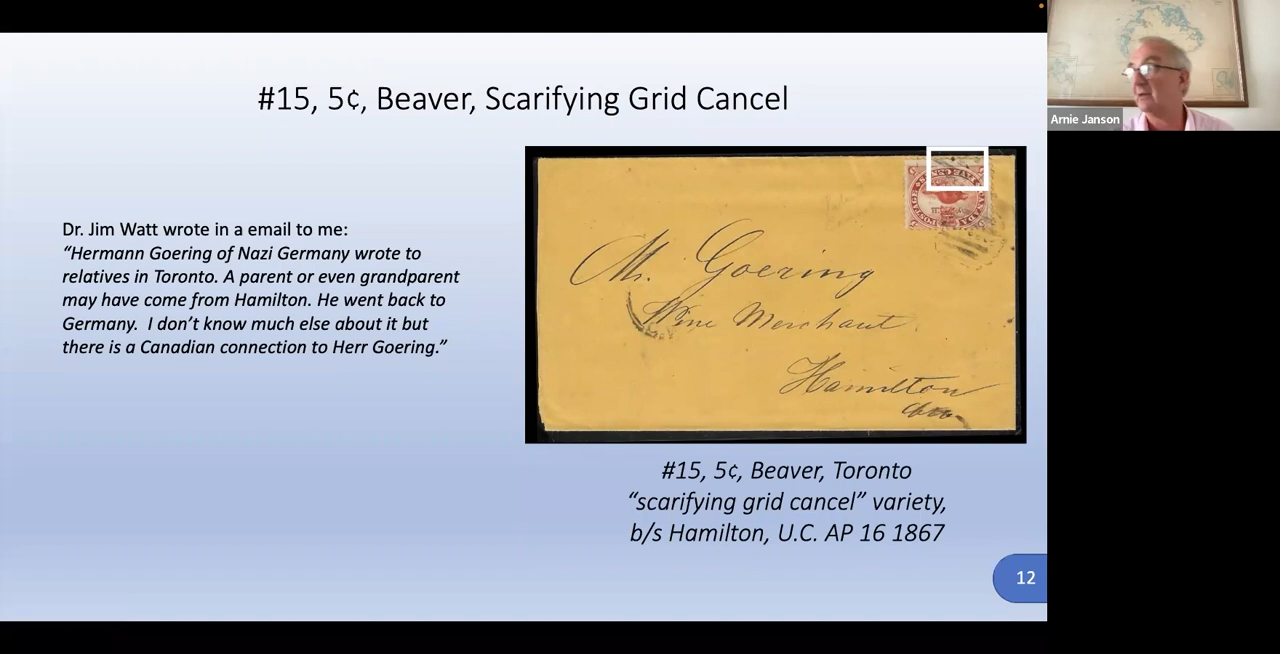 #15, 5¢, Beaver, Scarifying Grid Cancel
Arnie Janson
Dr. Jim Watt wrote in a email to me:
“Hermann Goering of Nazi Germany wrote to
relatives in Toronto. A parent or even grandparent
may have come from Hamilton. He went back to
Germany.  I don’t know much else about it but
there is a Canadian connection to Herr Goering.”
M. Goering
Wine Merchant
Hamilton
#15, 5¢, Beaver, Toronto
“scarifying grid cancel” variety,
b/s Hamilton, U.C. AP 16 1867
12